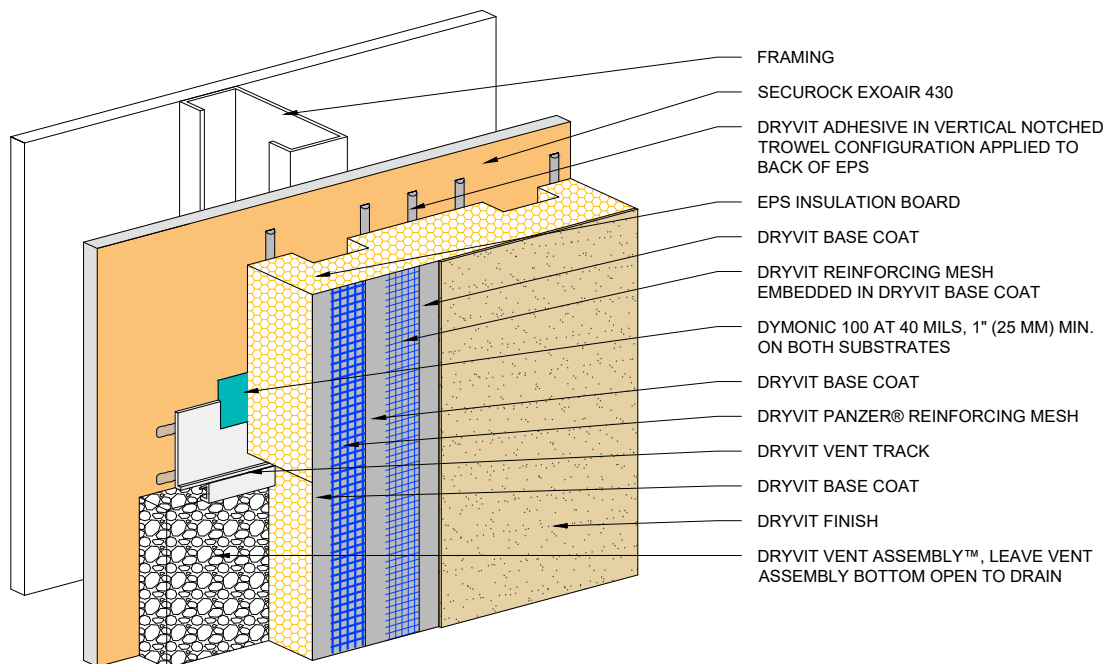 FRAMING
SECUROCK EXOAIR 430
DRYVIT ADHESIVE IN VERTICAL NOTCHED
TROWEL CONFIGURATION APPLIED TO
BACK OF EPS
EPS INSULATION BOARD
DRYVIT BASE COAT
DRYVIT REINFORCING MESH
EMBEDDED IN DRYVIT BASE COAT
DYMONIC 100 AT 40 MILS, 1" (25 MM) MIN.
ON BOTH SUBSTRATES
DRYVIT BASE COAT
DRYVIT PANZER® REINFORCING MESH
DRYVIT VENT TRACK
DRYVIT BASE COAT
DRYVIT FINISH
DRYVIT VENT ASSEMBLY™, LEAVE VENT
ASSEMBLY BOTTOM OPEN TO DRAIN